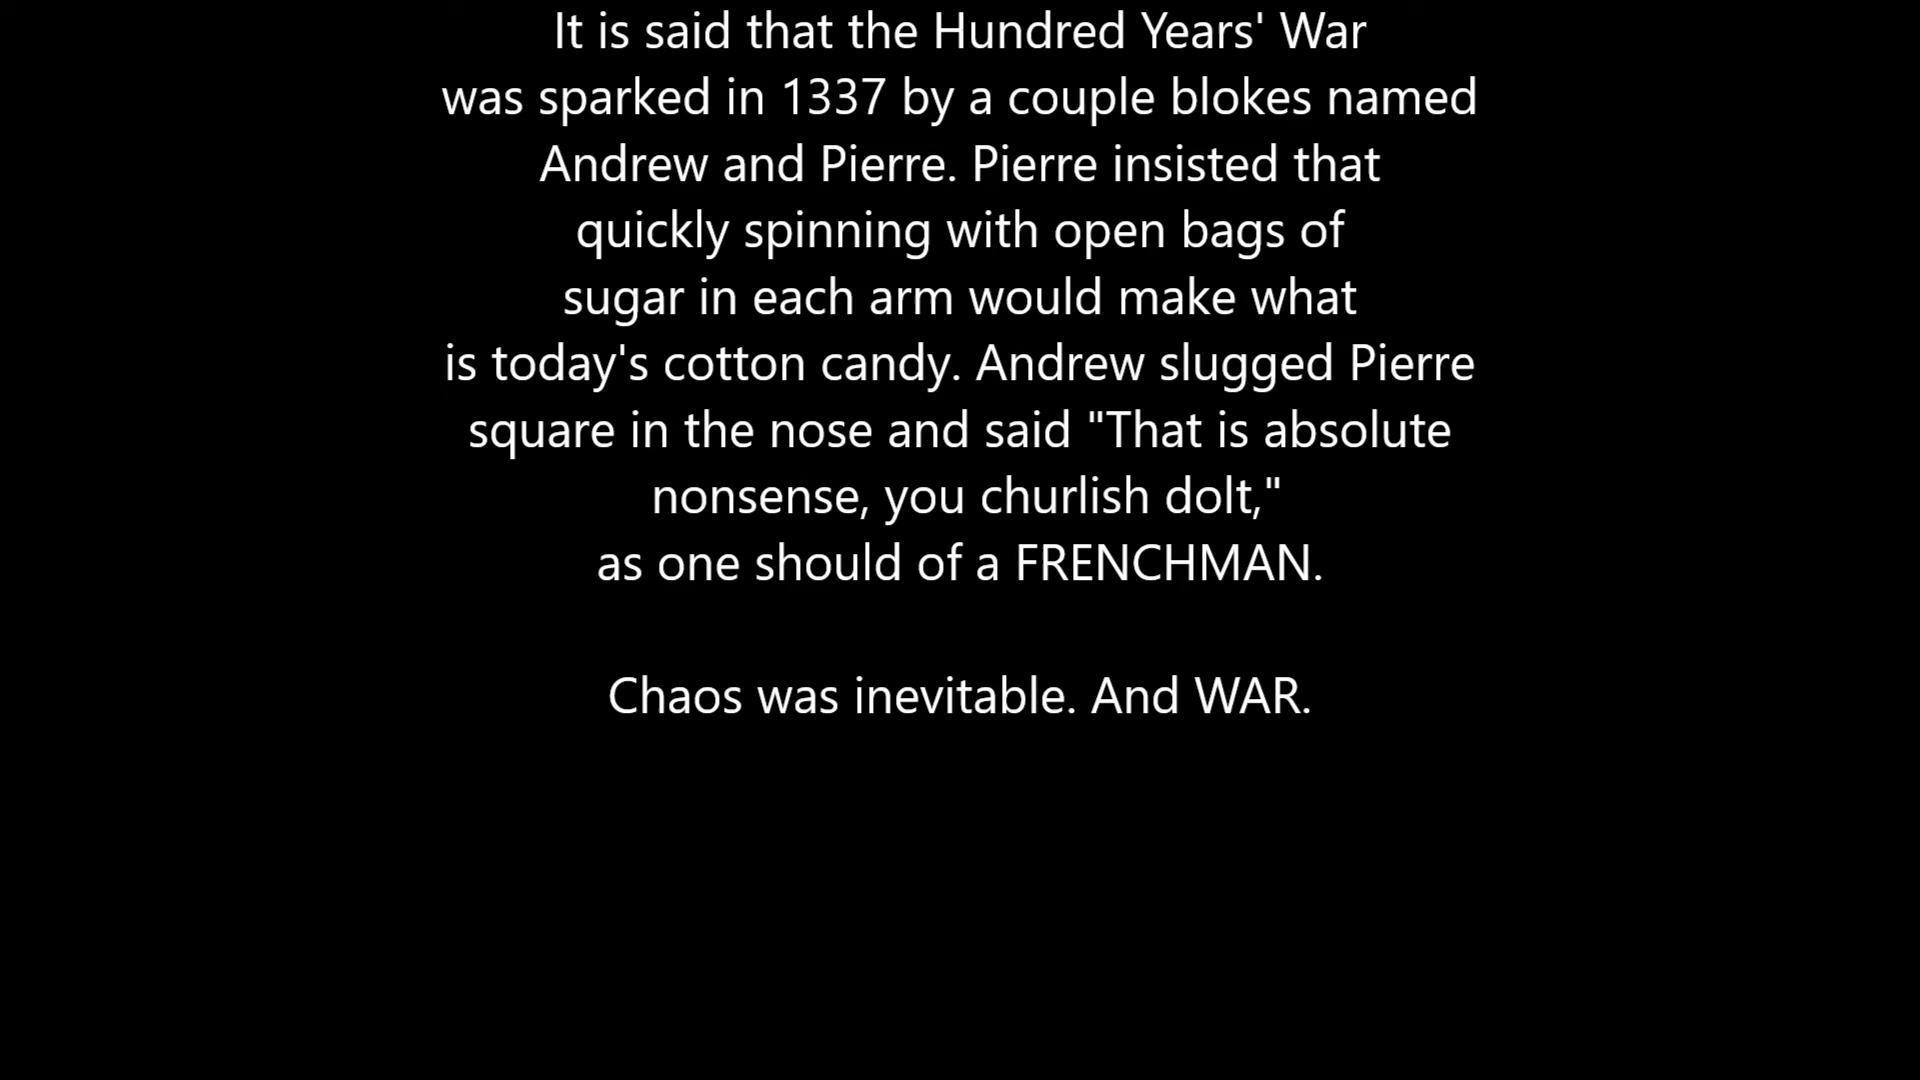 It is said that the Hundred Years' War
was sparked in 1337 by a couple blokes named
Andrew and Pierre. Pierre insisted that
quickly spinning with open bags of
sugar in each arm would make what
is today's cotton candy. Andrew slugged Pierre
square in the nose and said "That is absolute
nonsense, you churlish dolt,"
as one should of a FRENCHMAN.
Chaos was inevitable. And WAR.